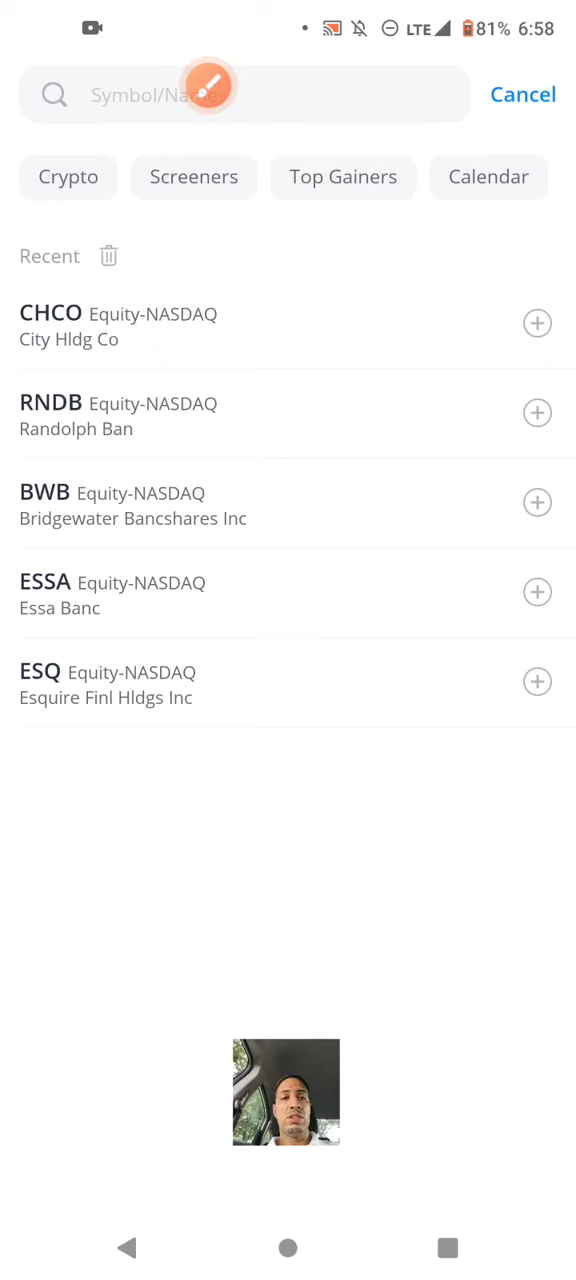 LTE 81% 6:58
Symbol/Name
Cancel
Crypto Screeners Top Gainers Calendar
Recent
CHCO Equity-NASDAQ
City Hldg Co
RNDB Equity-NASDAQ
Randolph Ban
BWB Equity-NASDAQ
Bridgewater Bancshares Inc
ESSA Equity-NASDAQ
Essa Banc
ESQ Equity-NASDAQ
Esquire Finl Hldgs Inc